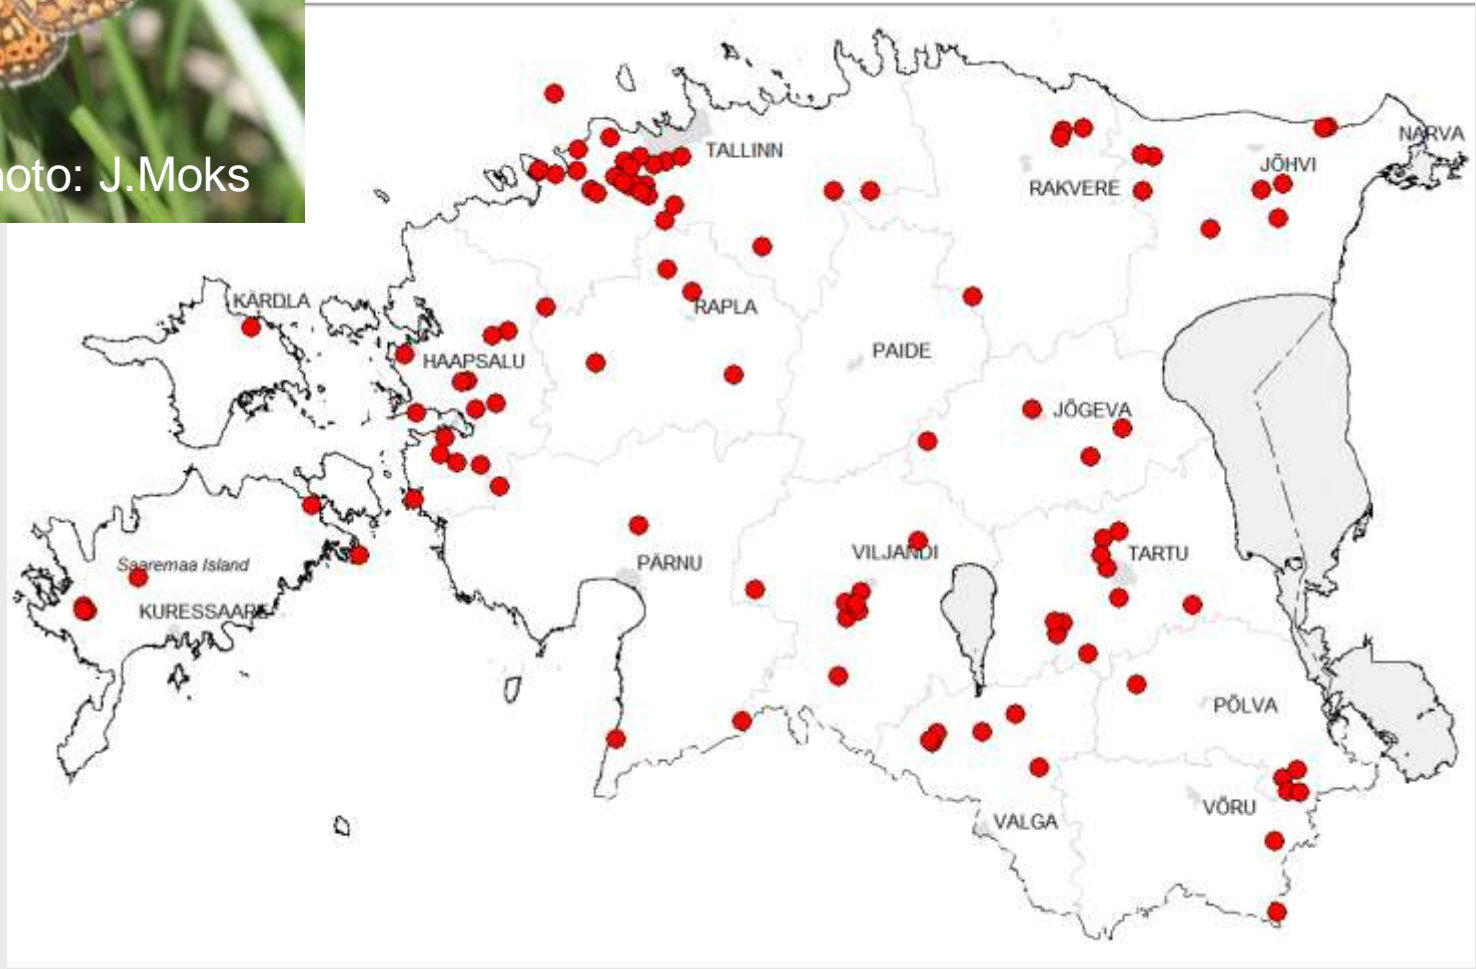 NARVA
TALLINN
JÕHVI
hoto: J.Moks
RAKVERE
KÄRDLA
RAPLA
PAIDE
HAAPSALU
JÕGEVA
VILJANDI
TARTU
PÄRNU
Saaremaa Island
KURESSAARE
PÕLVA
VÕRU
VALGA